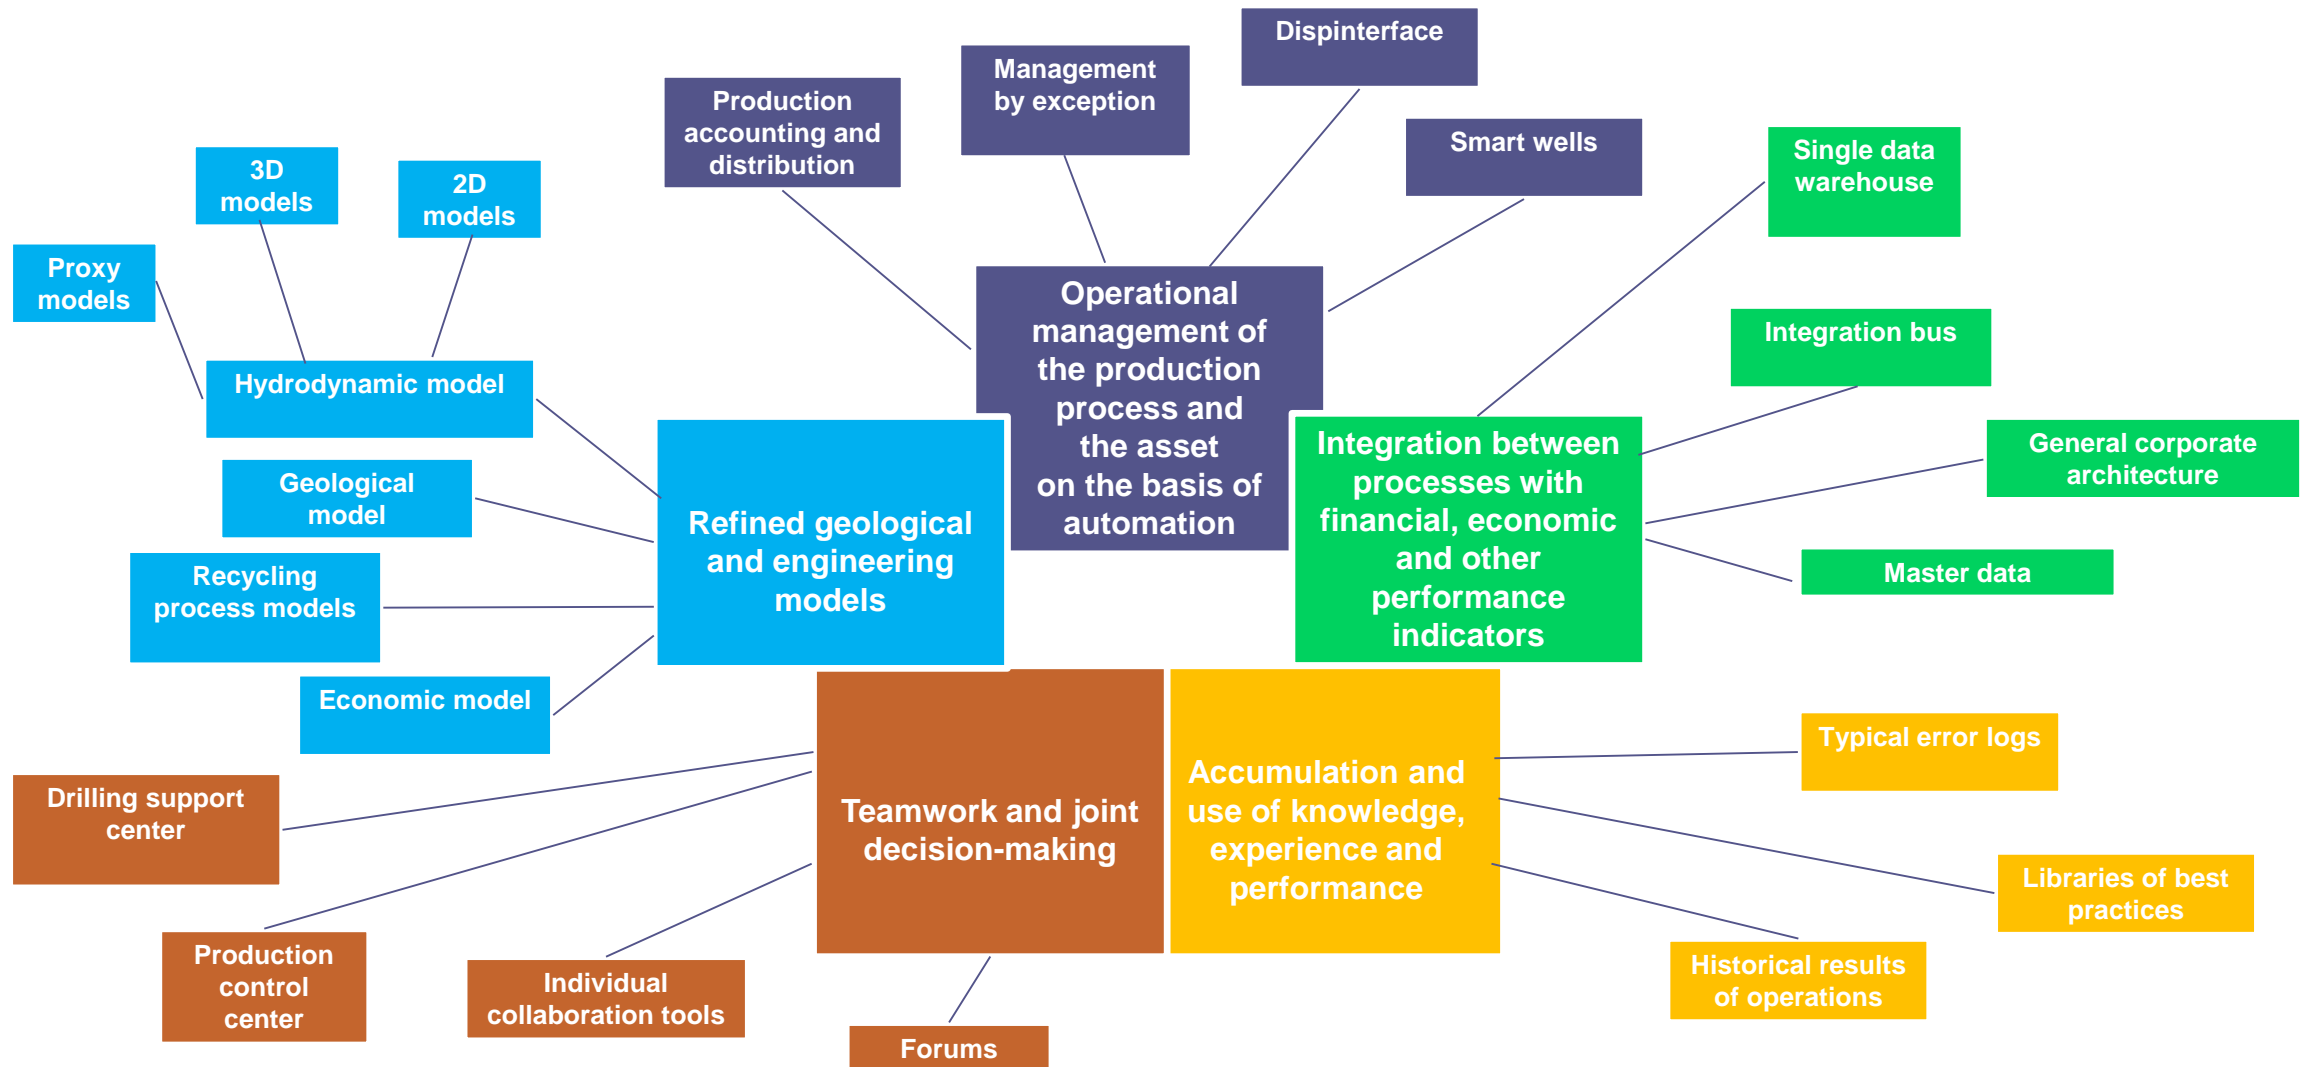 Dispinterface
Management
by exception
Production
accounting and
distribution
Smart wells
Single data
warehouse
3D
models
2D
models
Proxy
models
Hydrodynamic model
Geological
model
Recycling
process models
Economic model
Operational
management of
the production
process and
the asset
on the basis of
automation
Refined geological
and engineering
models
Integration between
processes with
financial, economic
and other
performance
indicators
Integration bus
General corporate
architecture
Master data
Teamwork and joint
decision-making
Accumulation and
use of knowledge,
experience and
performance
Drilling support
center
Production
control
center
Individual
collaboration tools
Forums
Typical error logs
Libraries of best
practices
Historical results
of operations